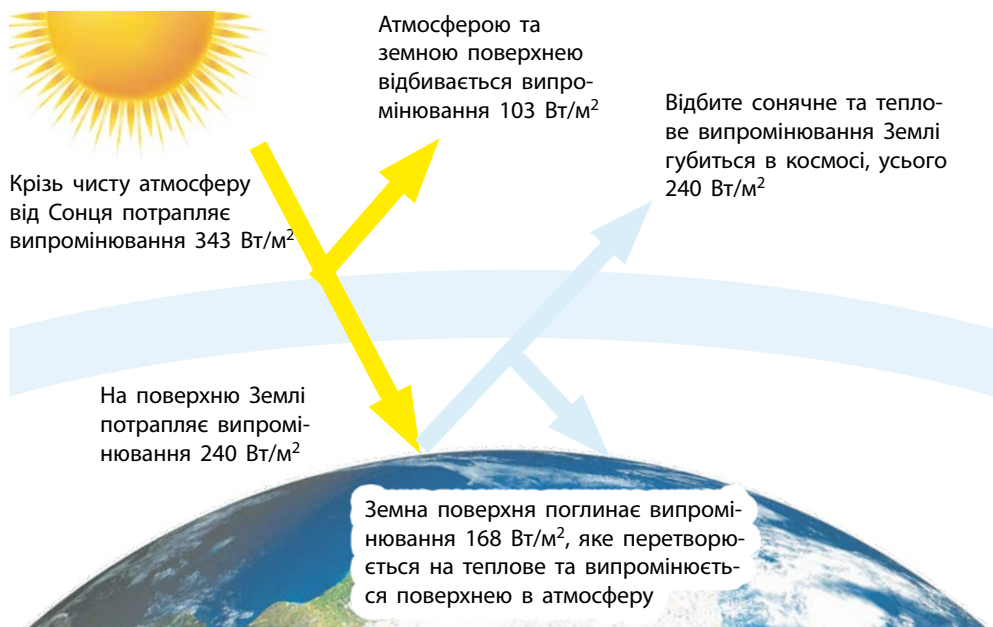 Атмосферою та
земною поверхнею
відбивається випро-
мінювання 103 Вт/м²
Відбите сонячне та тепло-
ве випромінювання Землі
губиться в космосі, усього
240 Вт/м²
Крізь чисту атмосферу
від Сонця потрапляє
випромінювання 343 Вт/м²
На поверхню Землі
потрапляє випромі-
нювання 240 Вт/м²
Земна поверхня поглинає випромі-
нювання 168 Вт/м², яке перетворю-
ється на теплове та випромінюєть-
ся поверхнею в атмосферу